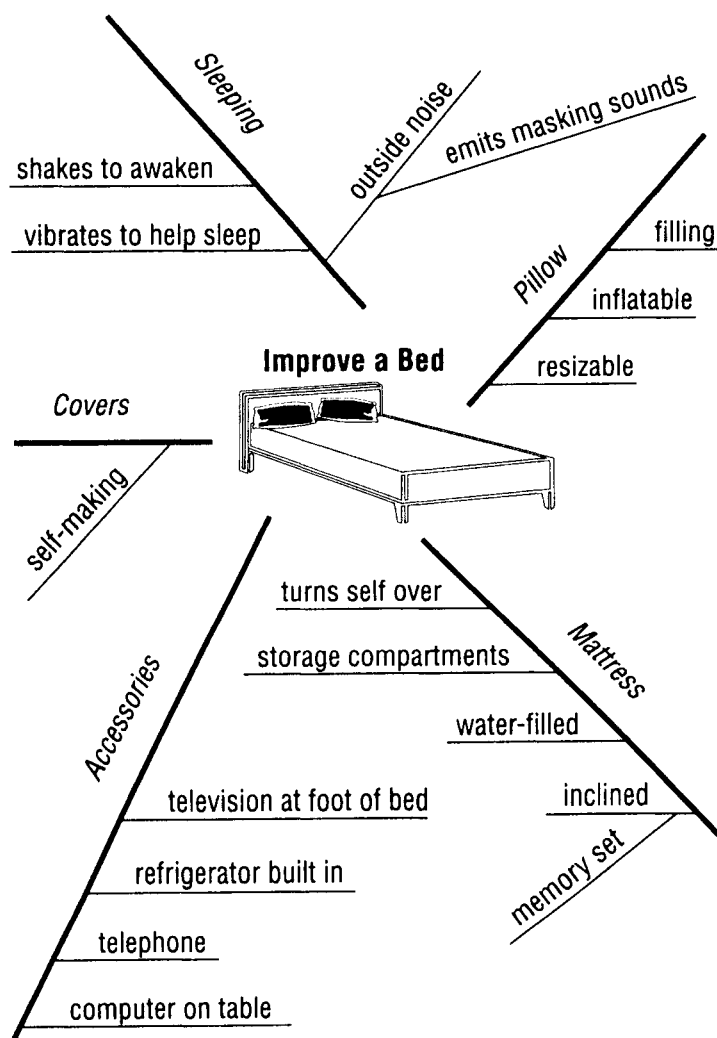 Sleeping
shakes to awaken
vibrates to help sleep
outside noise
emits masking sounds
Pillow
filling
inflatable
resizable
Improve a Bed
Covers
self-making
Accessories
television at foot of bed
refrigerator built in
telephone
computer on table
Mattress
turns self over
storage compartments
water-filled
inclined
memory set